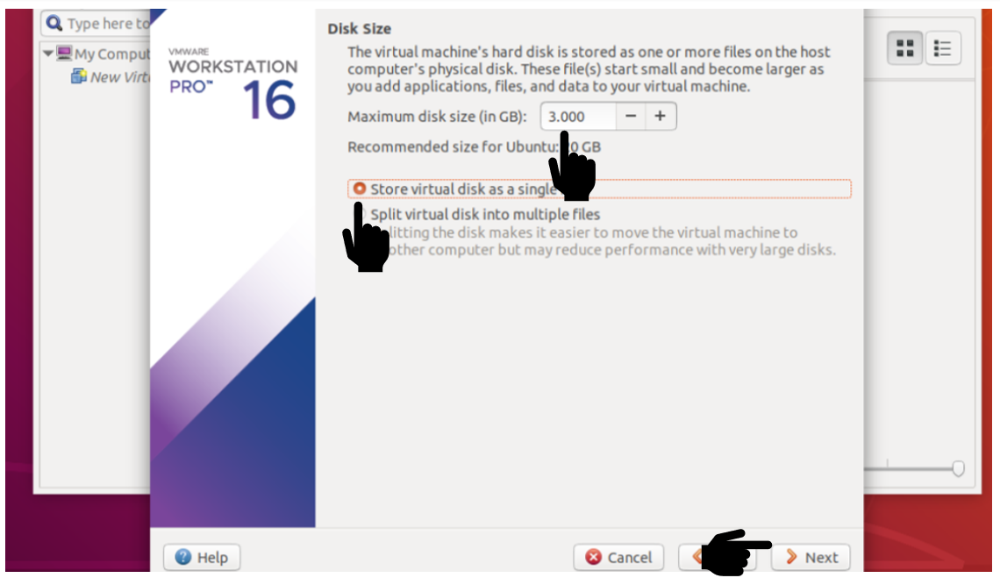 Type here to
My Comput
New Virt
VMWARE
WORKSTATION
PRO™ 16
Disk Size
The virtual machine's hard disk is stored as one or more files on the host
computer's physical disk. These file(s) start small and become larger as
you add applications, files, and data to your virtual machine.
Maximum disk size (in GB): 3.000 − +
Recommended size for Ubuntu: 0 GB
Store virtual disk as a single
Split virtual disk into multiple files
litting the disk makes it easier to move the virtual machine to
other computer but may reduce performance with very large disks.
Help Cancel Next